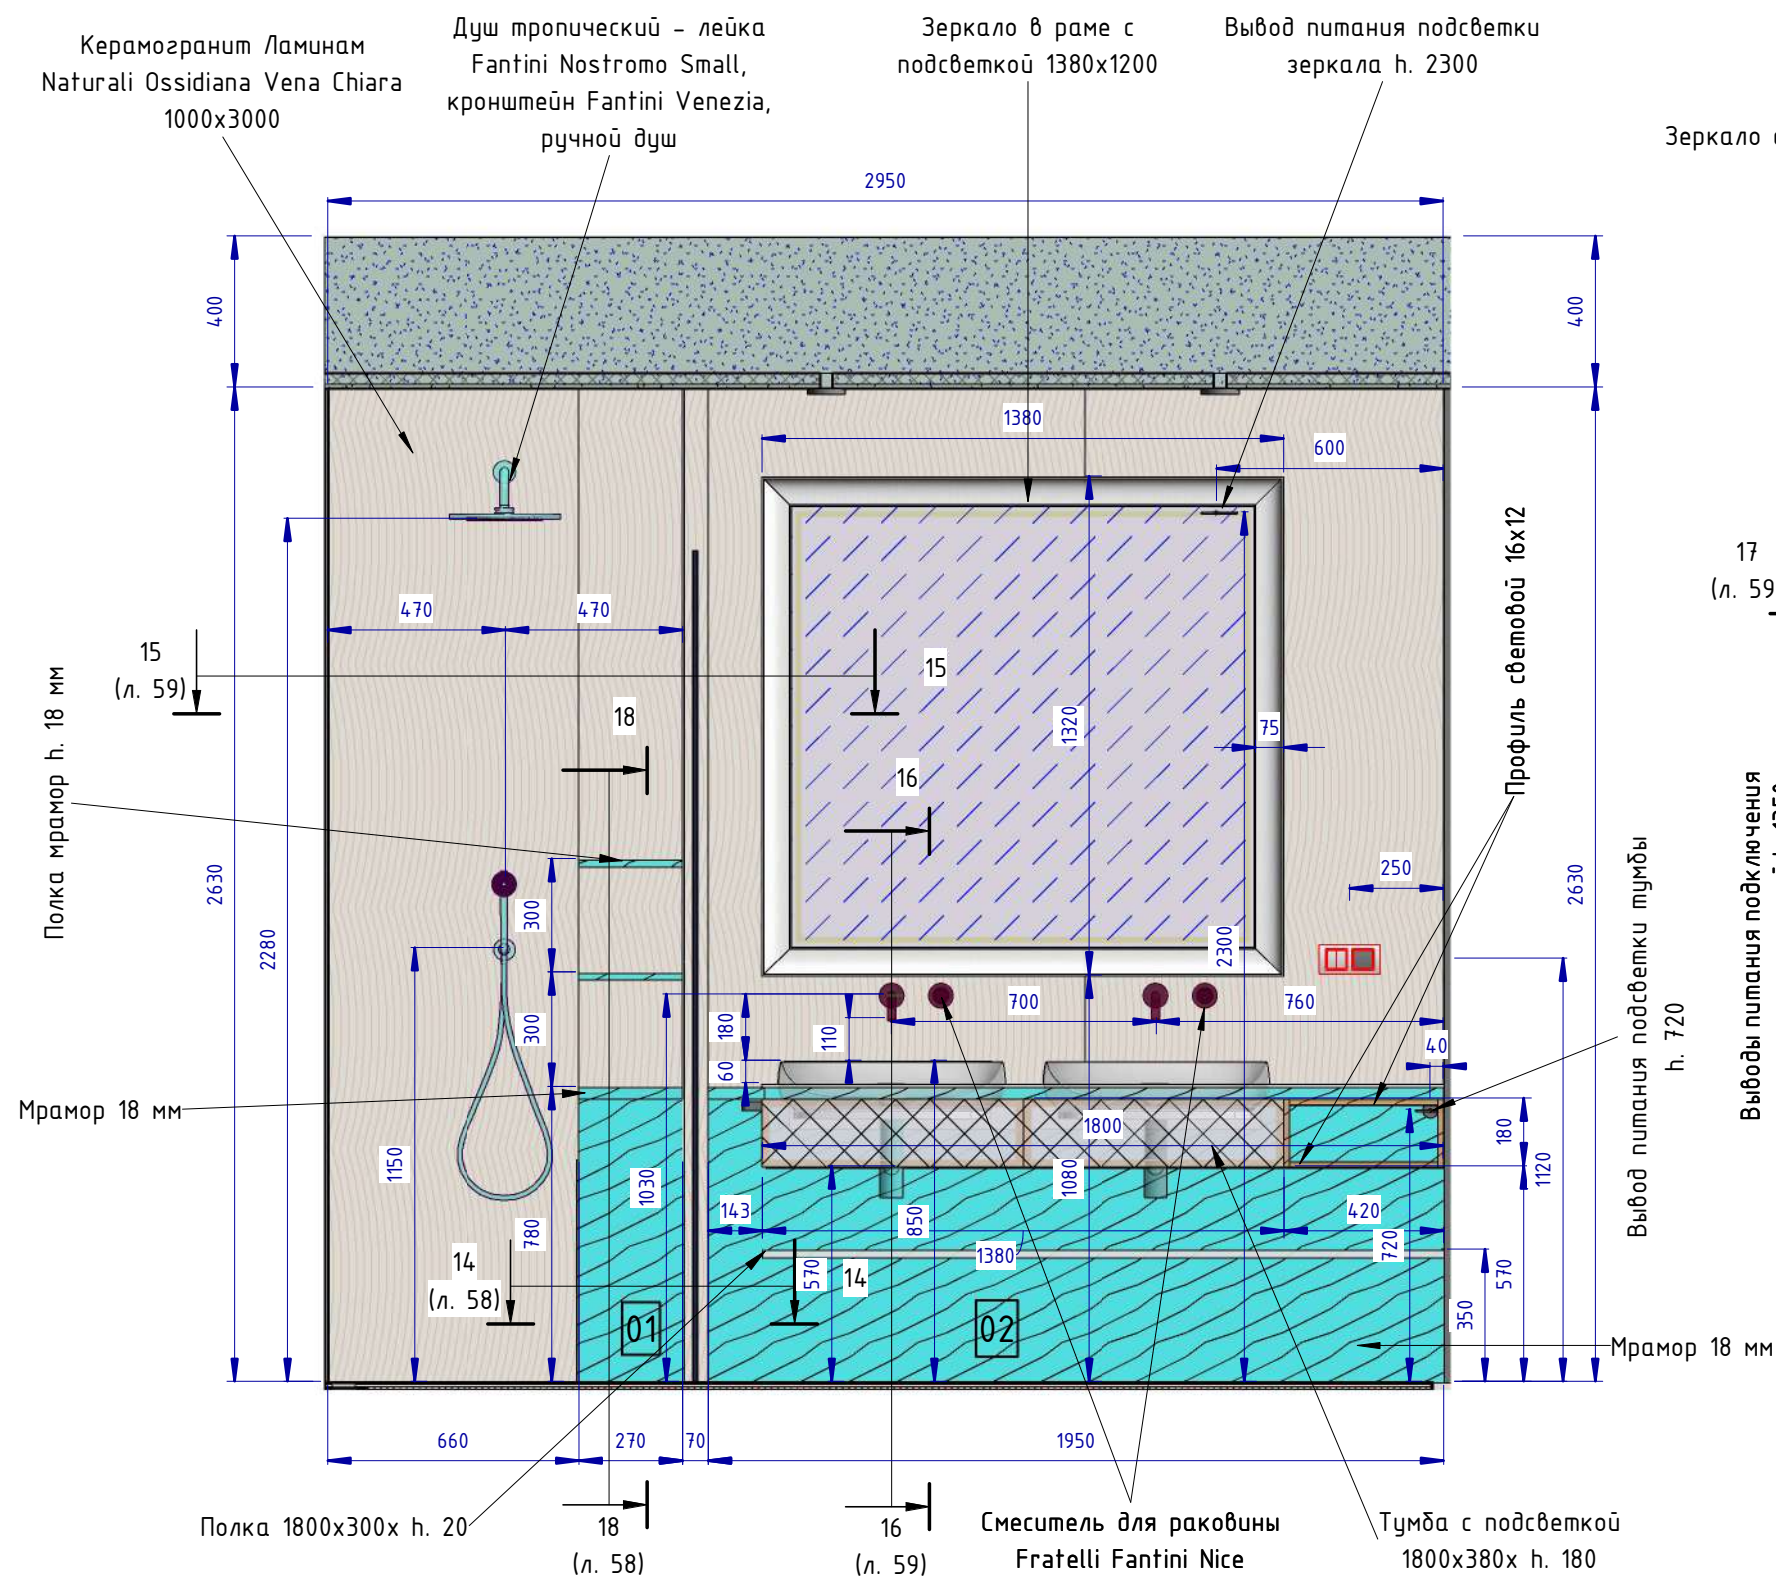 Керамогранит Ламинам
Naturali Ossidiana Vena Chiara
1000x3000
Душ тропический - лейка
Fantini Nostromo Small,
кронштейн Fantini Venezia,
ручной душ
Зеркало в раме с
подсветкой 1380x1200
Вывод питания подсветки
зеркала h. 2300
Зеркало
2950
400
400
1380
600
470
470
15
(л. 59)
15
18
16
1320
75
Профиль световой 16x12
17
(л. 59
Полка мрамор h. 18 мм
2630
2280
300
300
2300
250
2630
700
760
180
110
60
40
Вывод питания подсветки тумбы
h. 720
Выводы питания подключения
Мрамор 18 мм
1150
1030
780
143
1800
1080
850
1380
420
720
180
1120
570
570
350
14
(л. 58)
14
01
02
Мрамор 18 мм
660
270
70
1950
Полка 1800x300x h. 20
18
(л. 58)
16
(л. 59)
Смеситель для раковины
Fratelli Fantini Nice
Тумба с подсветкой
1800x380x h. 180